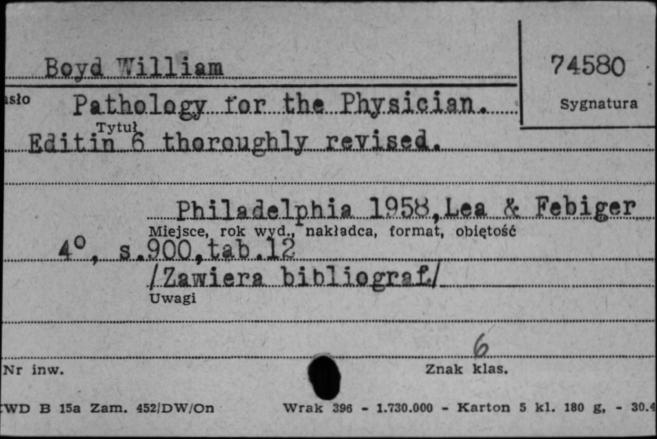 Boyd William
74580
sło Pathology for the Physician.
Sygnatura
Tytuł
Editin 6 thoroughly revised.
Philadelphia 1958, Lea & Febiger
Miejsce, rok wyd., nakładca, format, obiętość
4°, s.900, tab.12
/Zawiera bibliograf./
Uwagi
6
Nr inw.
Znak klas.
WD B 15a Zam. 452/DW/On Wrak 396 - 1.730.000 - Karton 5 kl. 180 g, - 30.4